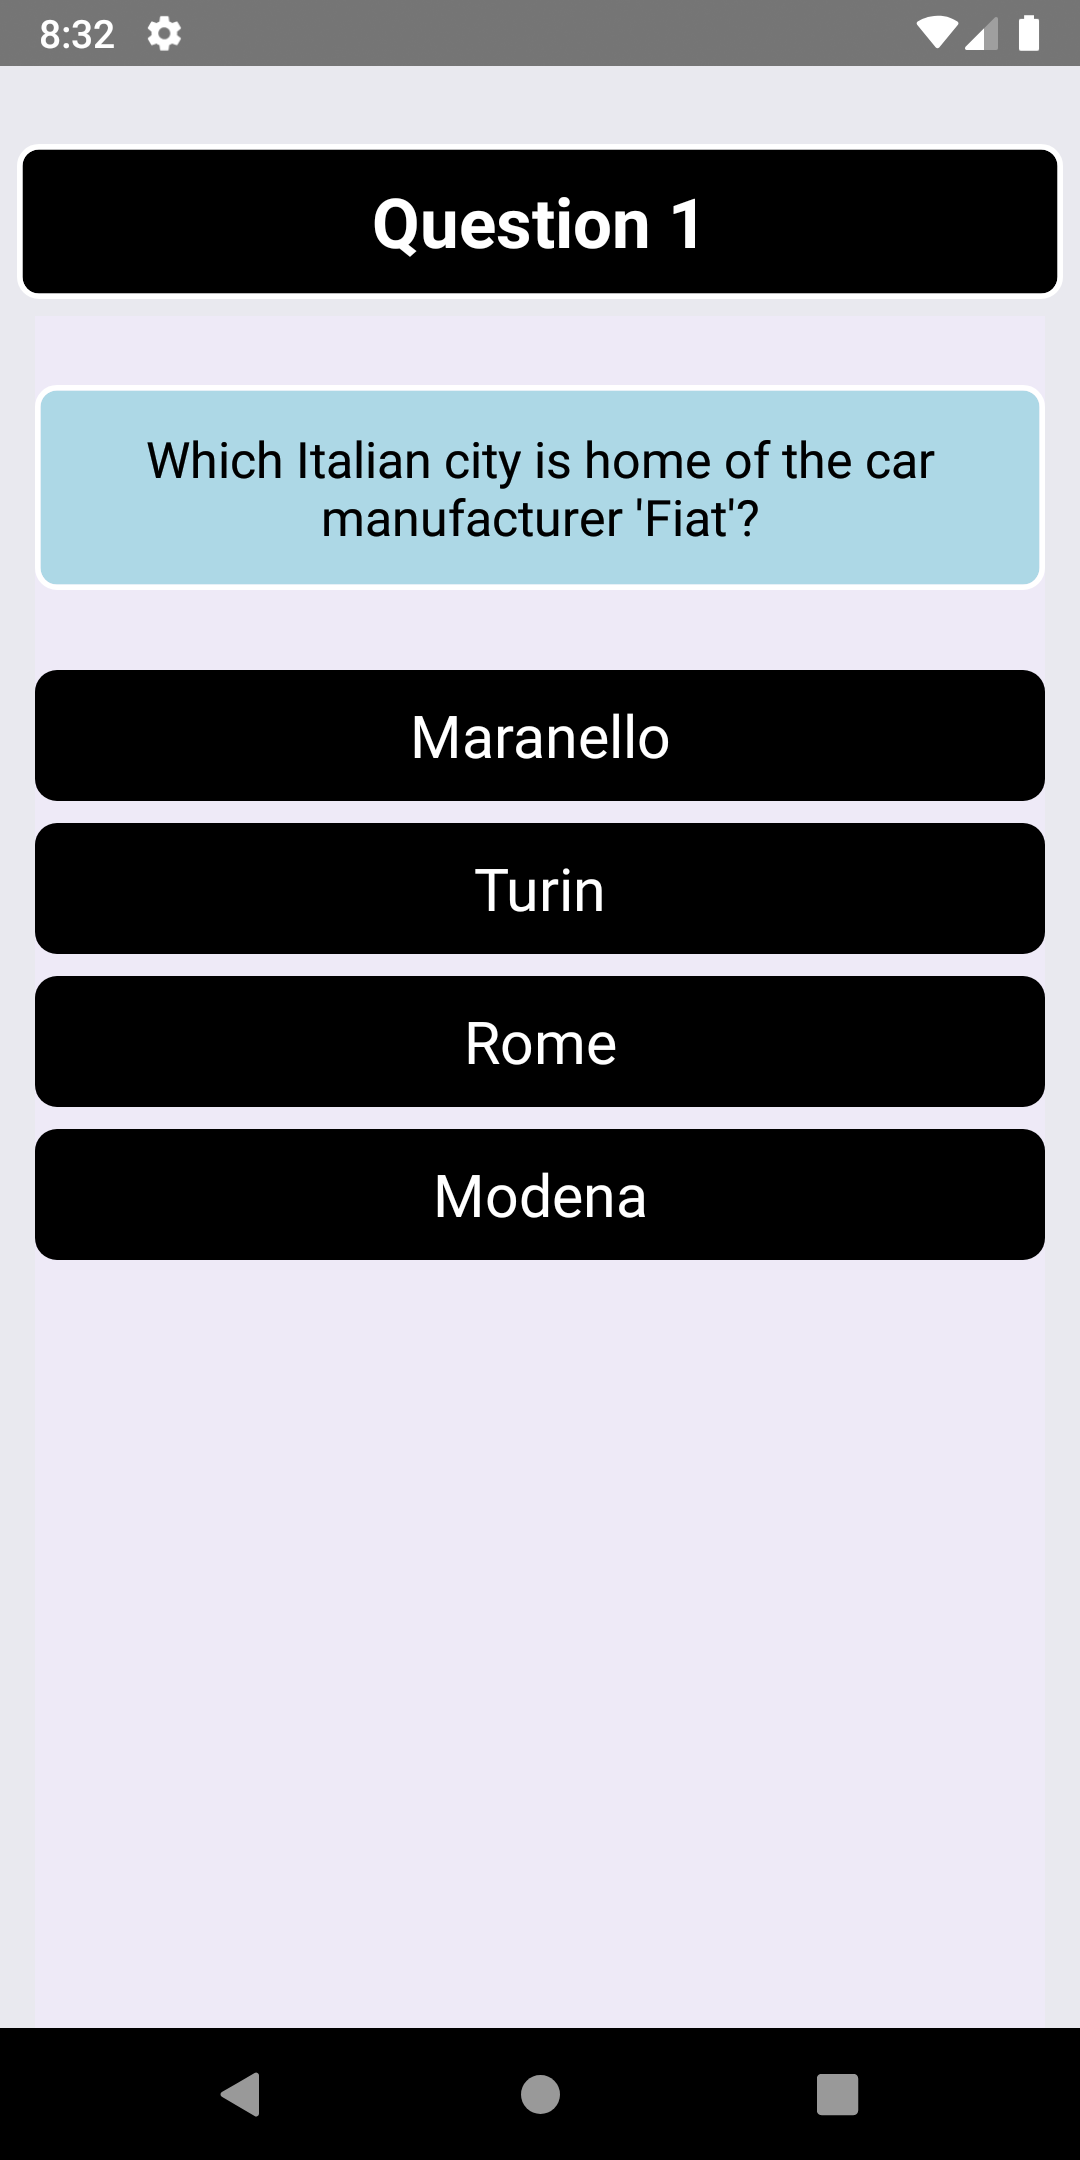 8:32
Question 1
Which Italian city is home of the car
manufacturer 'Fiat'?
Maranello
Turin
Rome
Modena